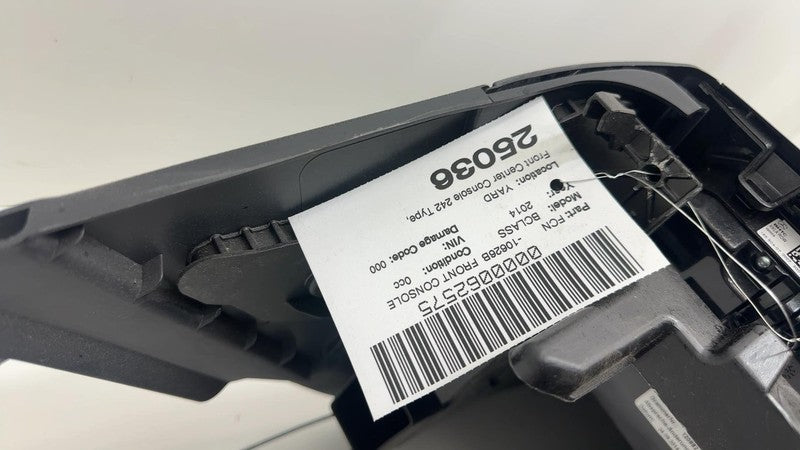 0000062575
Part: FCN -10626B FRONT CONSOLE
Model: BCLASS Condition: 0cc
Year: 2014 VIN:
Location: YARD Damage Code: 000
Front Center Console 242 Type,
25036